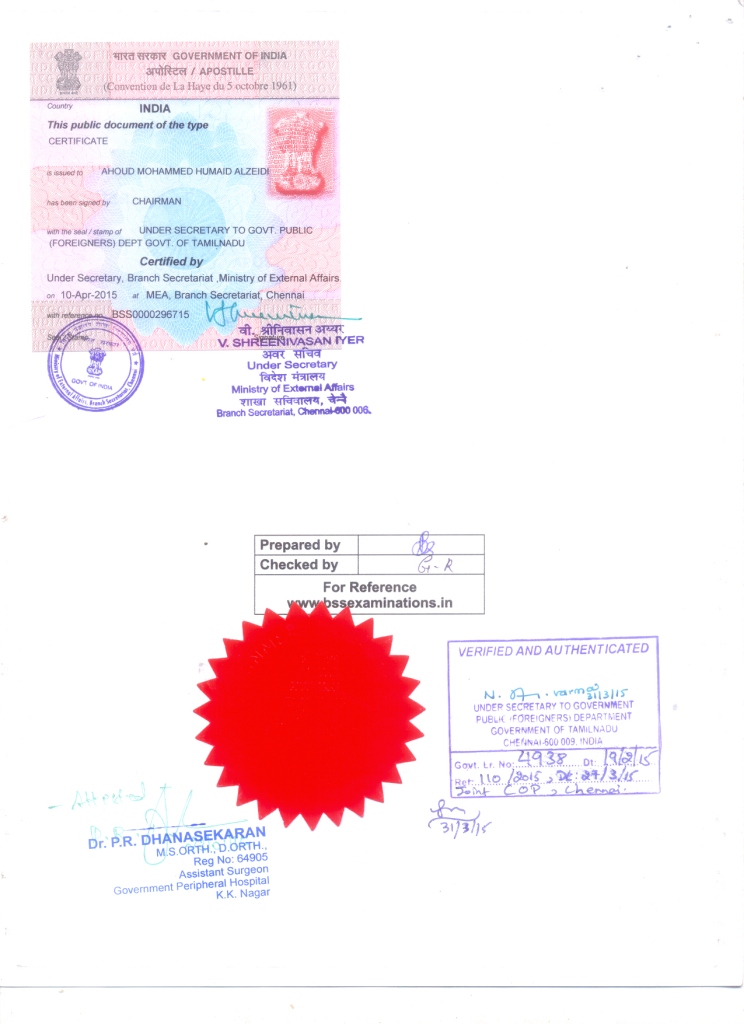 भारत सरकार GOVERNMENT OF INDIA
अपोस्टिल / APOSTILLE
(Convention de La Haye du 5 octobre 1961)
Country INDIA
This public document of the type
CERTIFICATE
is issued to AHOUD MOHAMMED HUMAID ALZEIDI
has been signed by CHAIRMAN
with the seal / stamp of UNDER SECRETARY TO GOVT. PUBLIC
(FOREIGNERS) DEPT GOVT. OF TAMILNADU
Certified by
Under Secretary, Branch Secretariat ,Ministry of External Affairs
on 10-Apr-2015 at MEA, Branch Secretariat, Chennai
with reference no. BSS0000296715
वी. श्रीनिवासन अय्यर
V. SHREENIVASAN IYER
अवर सचिव
Under Secretary
विदेश मंत्रालय
Ministry of External Affairs
शाखा सचिवालय, चेन्नै
Branch Secretariat, Chennai-600 006.
Ministry of External Affairs, Branch Secretariat, Chennai
GOVT OF INDIA
Prepared by
Checked by G-R
For Reference
www.bssexaminations.in
VERIFIED AND AUTHENTICATED
31/3/15
UNDER SECRETARY TO GOVERNMENT
PUBLIC (FOREIGNERS) DEPARTMENT
GOVERNMENT OF TAMILNADU
CHENNAI-600 009, INDIA
Govt. Lr. No: 4938 Dt: 19/2/15
Ref: 110/2015, Dt: 27/3/15
Joint COP, Chennai.
31/3/15
- Attested
Dr. P.R. DHANASEKARAN
M.S.ORTH., D.ORTH.,
Reg No: 64905
Assistant Surgeon
Government Peripheral Hospital
K.K. Nagar